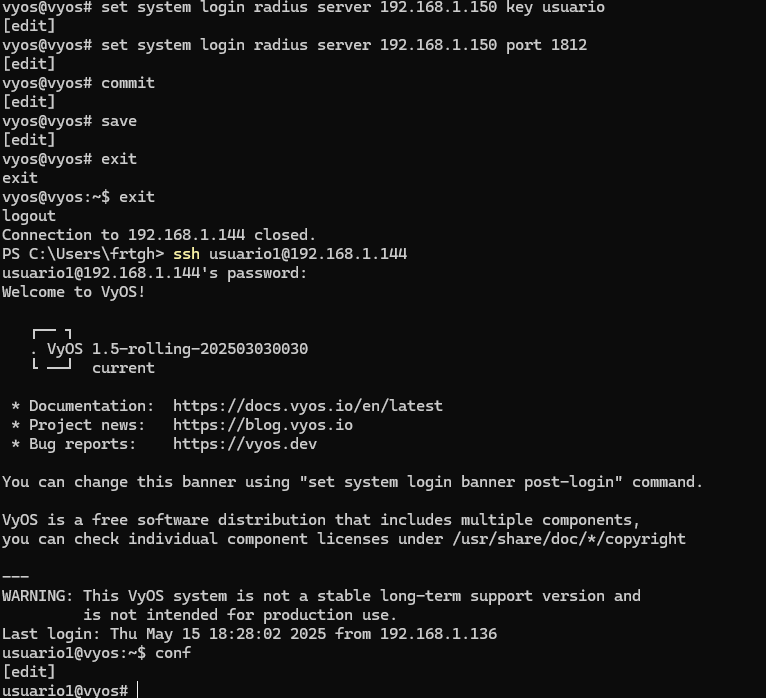 vyos@vyos# set system login radius server 192.168.1.150 key usuario
[edit]
vyos@vyos# set system login radius server 192.168.1.150 port 1812
[edit]
vyos@vyos# commit
[edit]
vyos@vyos# save
[edit]
vyos@vyos# exit
exit
vyos@vyos:~$ exit
logout
Connection to 192.168.1.144 closed.
PS C:\Users\frtgh> ssh usuario1@192.168.1.144
usuario1@192.168.1.144's password:
Welcome to VyOS!
┌── ┐
. VyOS 1.5-rolling-202503030030
└ ──┘ current
* Documentation: https://docs.vyos.io/en/latest
* Project news: https://blog.vyos.io
* Bug reports: https://vyos.dev
You can change this banner using "set system login banner post-login" command.
VyOS is a free software distribution that includes multiple components,
you can check individual component licenses under /usr/share/doc/*/copyright
---
WARNING: This VyOS system is not a stable long-term support version and
is not intended for production use.
Last login: Thu May 15 18:28:02 2025 from 192.168.1.136
usuario1@vyos:~$ conf
[edit]
usuario1@vyos#